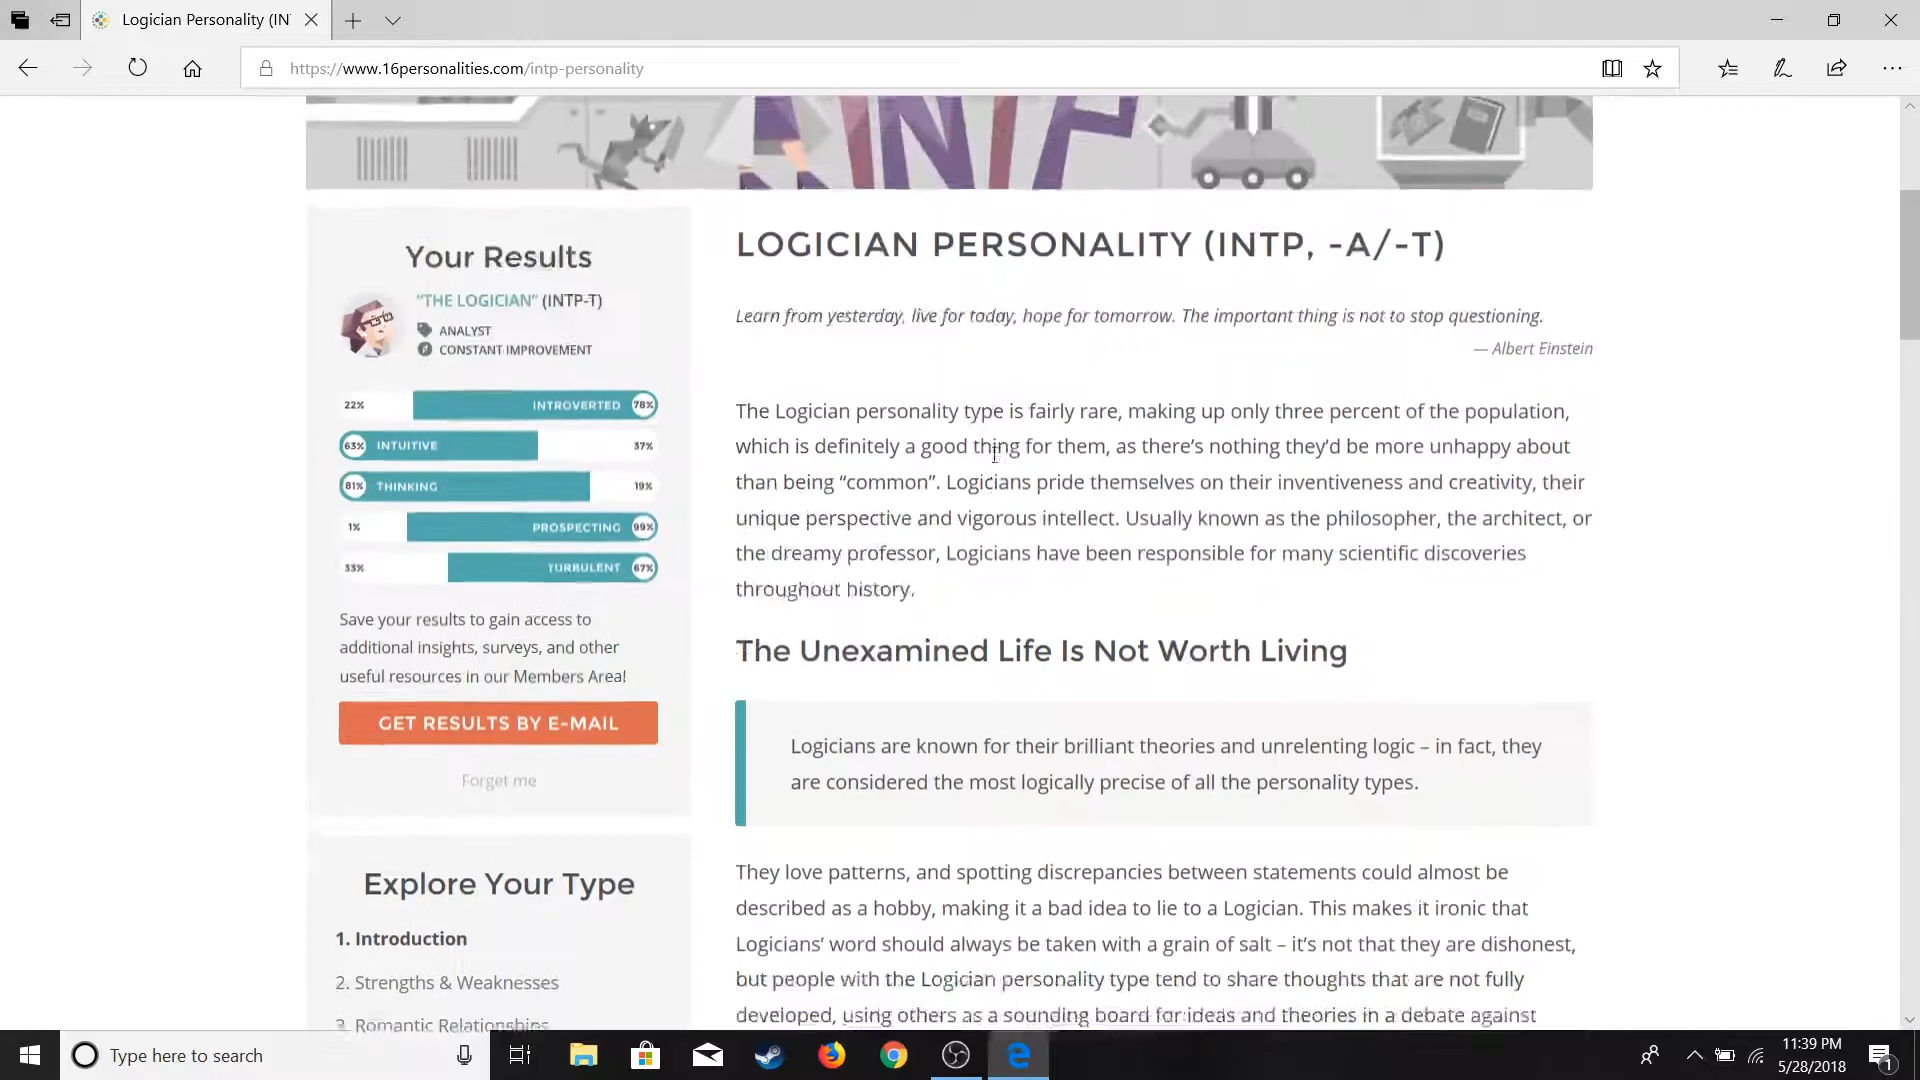 Logician Personality (IN
https://www.16personalities.com/intp-personality
INTP
Your Results
"THE LOGICIAN" (INTP-T)
ANALYST
CONSTANT IMPROVEMENT
22% INTROVERTED 78%
63% INTUITIVE 37%
81% THINKING 19%
1% PROSPECTING 99%
33% TURBULENT 67%
Save your results to gain access to
additional insights, surveys, and other
useful resources in our Members Area!
GET RESULTS BY E-MAIL
Forget me
Explore Your Type
1. Introduction
2. Strengths & Weaknesses
3. Romantic Relationships
LOGICIAN PERSONALITY (INTP, -A/-T)
Learn from yesterday, live for today, hope for tomorrow. The important thing is not to stop questioning.
— Albert Einstein
The Logician personality type is fairly rare, making up only three percent of the population,
which is definitely a good thing for them, as there's nothing they'd be more unhappy about
than being “common”. Logicians pride themselves on their inventiveness and creativity, their
unique perspective and vigorous intellect. Usually known as the philosopher, the architect, or
the dreamy professor, Logicians have been responsible for many scientific discoveries
throughout history.
The Unexamined Life Is Not Worth Living
Logicians are known for their brilliant theories and unrelenting logic – in fact, they
are considered the most logically precise of all the personality types.
They love patterns, and spotting discrepancies between statements could almost be
described as a hobby, making it a bad idea to lie to a Logician. This makes it ironic that
Logicians' word should always be taken with a grain of salt – it's not that they are dishonest,
but people with the Logician personality type tend to share thoughts that are not fully
developed, using others as a sounding board for ideas and theories in a debate against
Type here to search
11:39 PM
5/28/2018
1